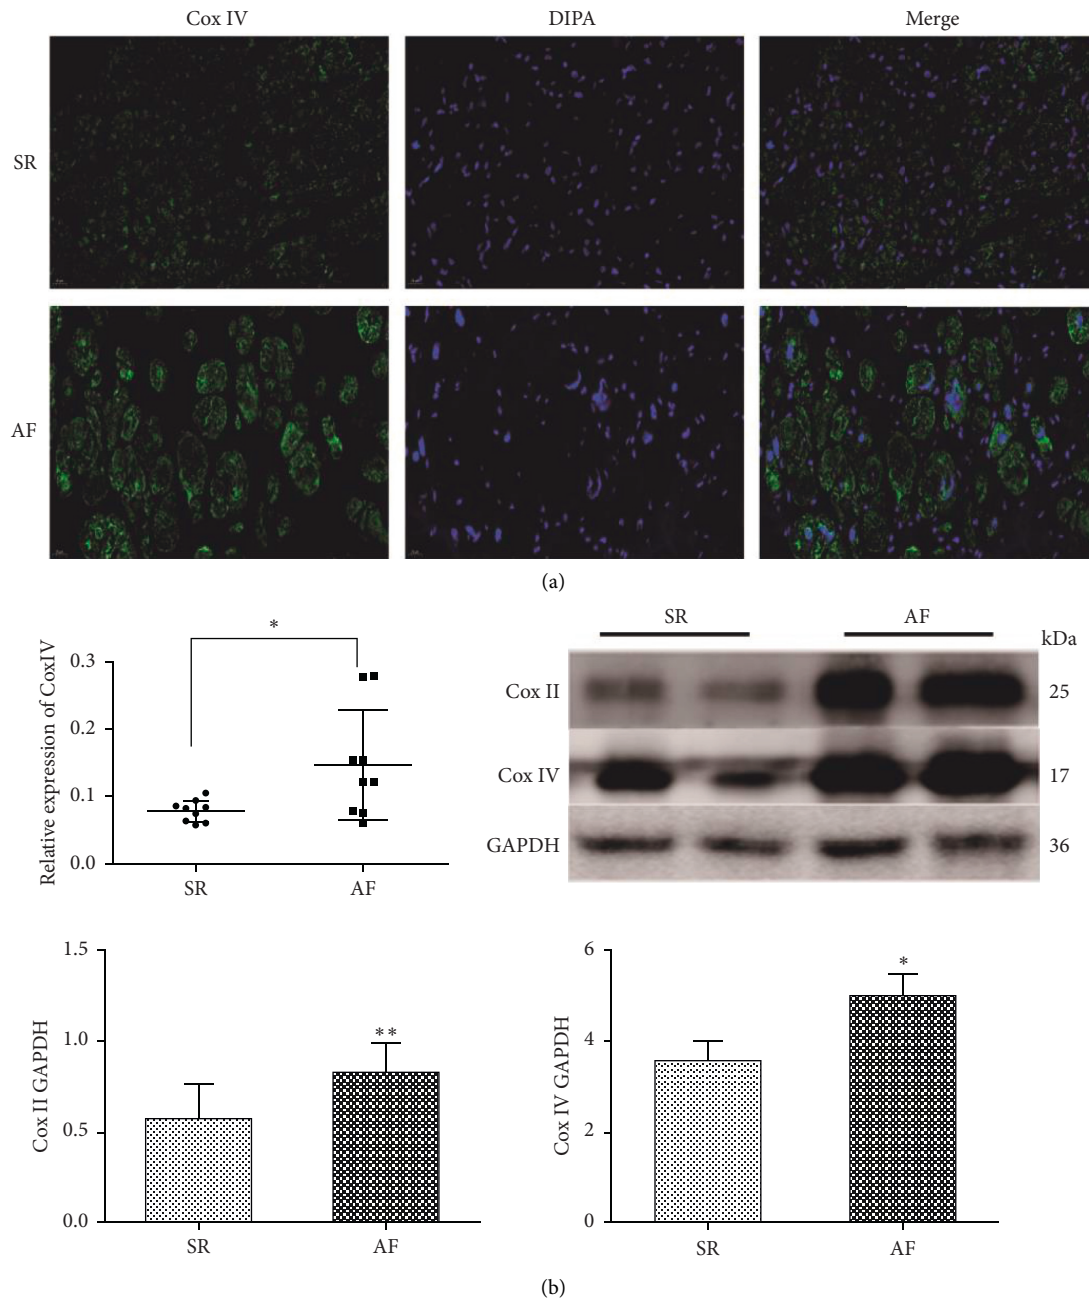 Cox IV DIPA Merge
SR
AF
(a)
Relative expression of CoxIV
0.3
0.2
0.1
0.0
*
SR AF
SR AF
kDa
Cox II 25
Cox IV 17
GAPDH 36
Cox II GAPDH
1.5
1.0
0.5
0.0
**
SR AF
Cox IV GAPDH
6
4
2
0
*
SR AF
(b)